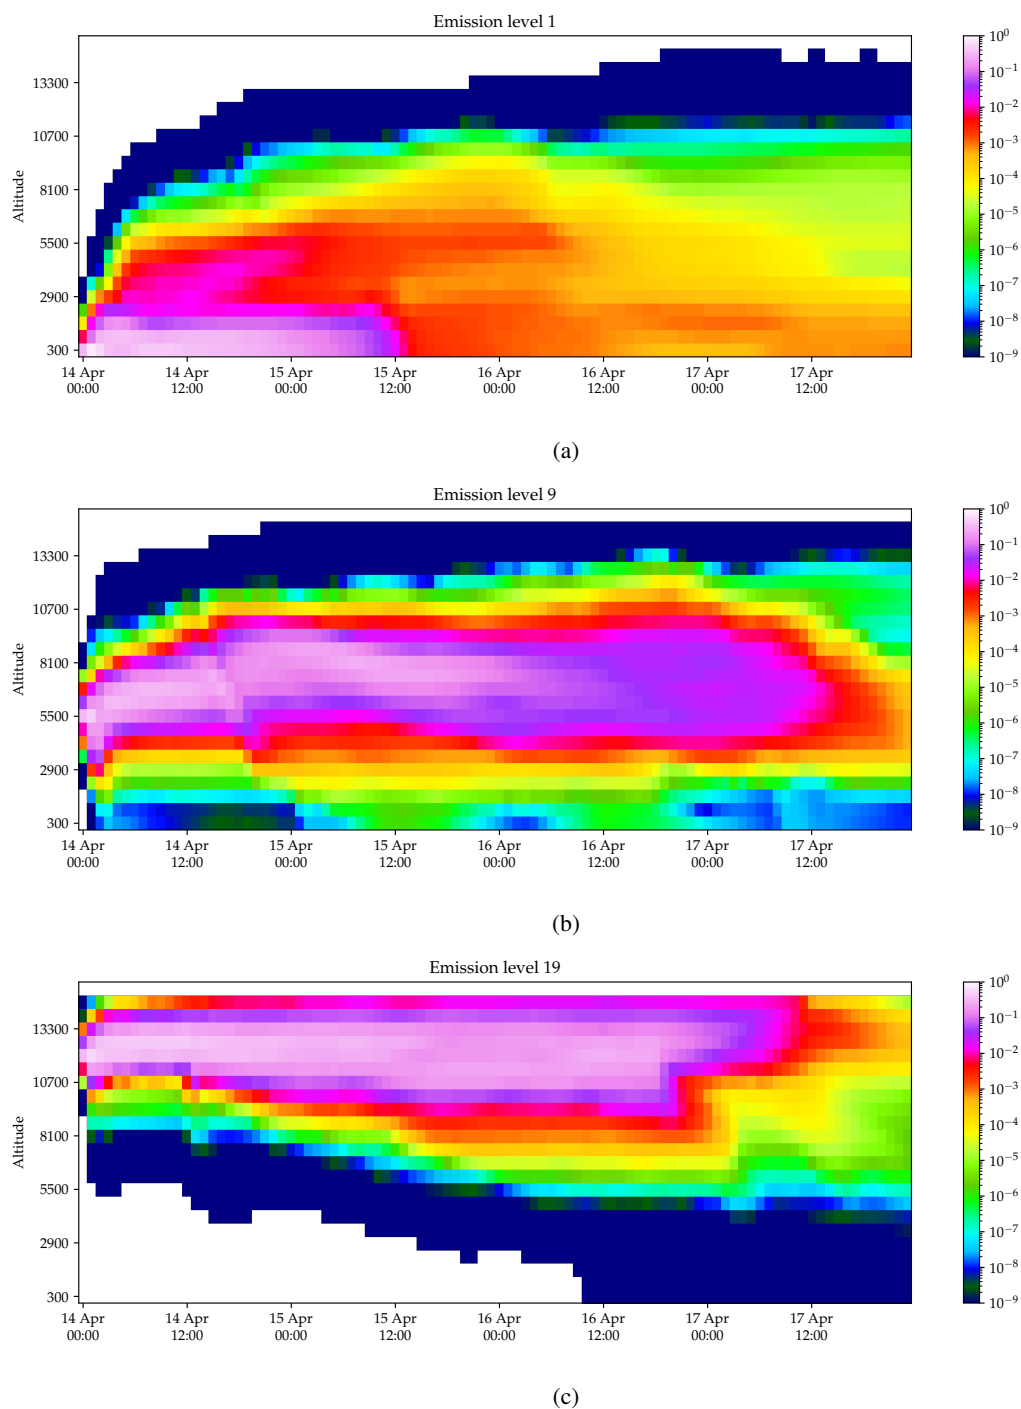 Emission level 1
Altitude
13300
10700
8100
5500
2900
300
14 Apr 00:00
14 Apr 12:00
15 Apr 00:00
15 Apr 12:00
16 Apr 00:00
16 Apr 12:00
17 Apr 00:00
17 Apr 12:00
10⁰
10⁻¹
10⁻²
10⁻³
10⁻⁴
10⁻⁵
10⁻⁶
10⁻⁷
10⁻⁸
10⁻⁹
(a)
Emission level 9
Altitude
13300
10700
8100
5500
2900
300
14 Apr 00:00
14 Apr 12:00
15 Apr 00:00
15 Apr 12:00
16 Apr 00:00
16 Apr 12:00
17 Apr 00:00
17 Apr 12:00
10⁰
10⁻¹
10⁻²
10⁻³
10⁻⁴
10⁻⁵
10⁻⁶
10⁻⁷
10⁻⁸
10⁻⁹
(b)
Emission level 19
Altitude
13300
10700
8100
5500
2900
300
14 Apr 00:00
14 Apr 12:00
15 Apr 00:00
15 Apr 12:00
16 Apr 00:00
16 Apr 12:00
17 Apr 00:00
17 Apr 12:00
10⁰
10⁻¹
10⁻²
10⁻³
10⁻⁴
10⁻⁵
10⁻⁶
10⁻⁷
10⁻⁸
10⁻⁹
(c)